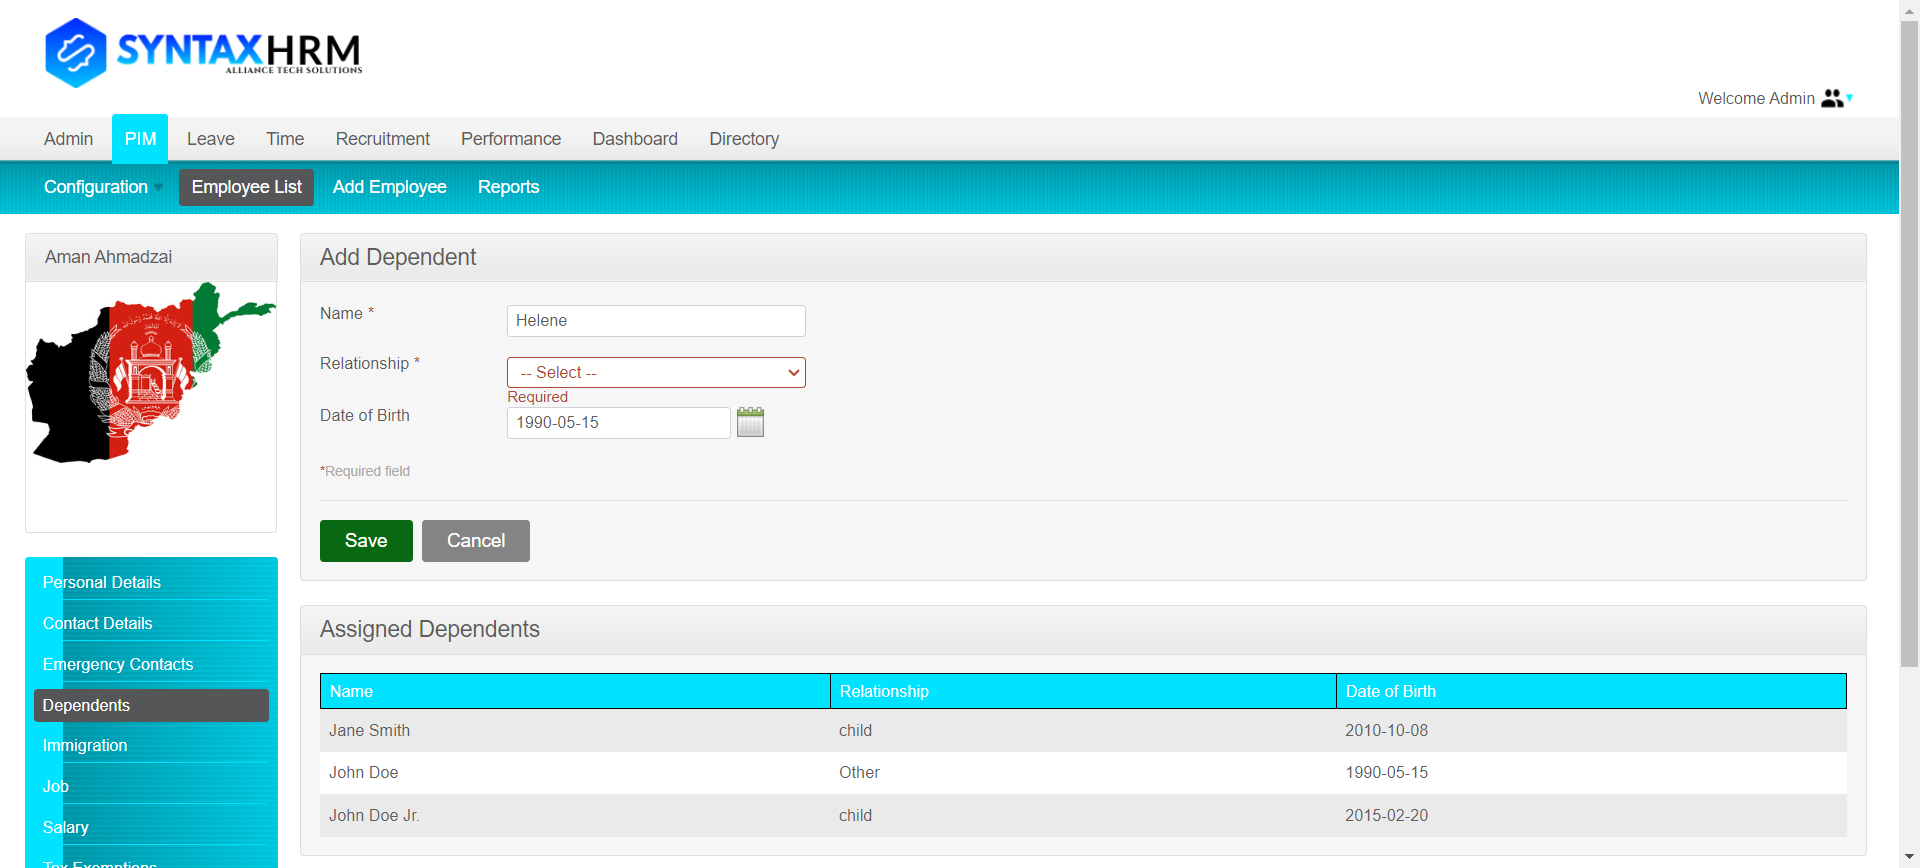 SYNTAXHRM
ALLIANCE TECH SOLUTIONS
Welcome Admin
Admin PIM Leave Time Recruitment Performance Dashboard Directory
Configuration Employee List Add Employee Reports
Aman Ahmadzai
Add Dependent
Name * Helene
Relationship * -- Select --
Required
Date of Birth 1990-05-15
*Required field
Save Cancel
Personal Details
Contact Details
Emergency Contacts
Dependents
Immigration
Job
Salary
Tax Exemptions
Assigned Dependents
Name Relationship Date of Birth
Jane Smith child 2010-10-08
John Doe Other 1990-05-15
John Doe Jr. child 2015-02-20